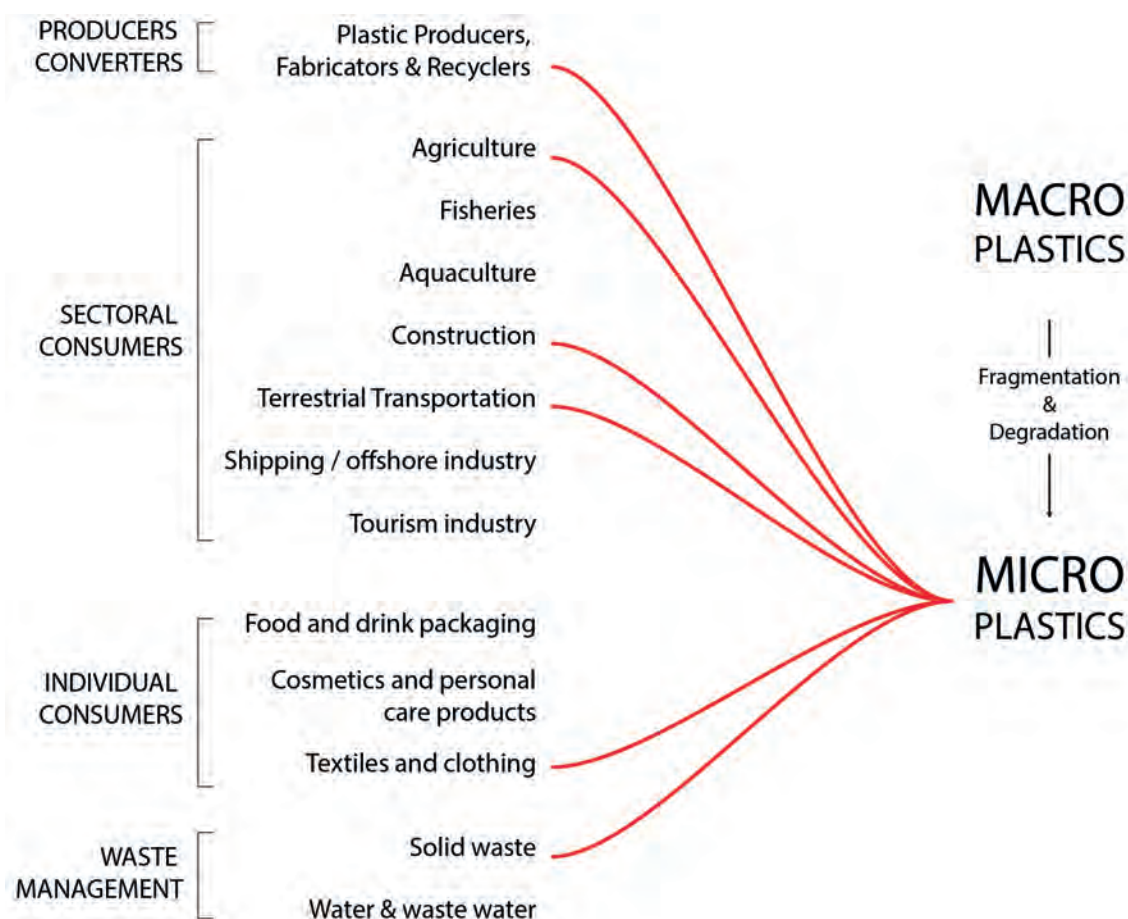 PRODUCERS
CONVERTERS
Plastic Producers,
Fabricators & Recyclers
SECTORAL
CONSUMERS
Agriculture
Fisheries
Aquaculture
Construction
Terrestrial Transportation
Shipping / offshore industry
Tourism industry
INDIVIDUAL
CONSUMERS
Food and drink packaging
Cosmetics and personal
care products
Textiles and clothing
WASTE
MANAGEMENT
Solid waste
Water & waste water
MACRO
PLASTICS
Fragmentation
&
Degradation
MICRO
PLASTICS